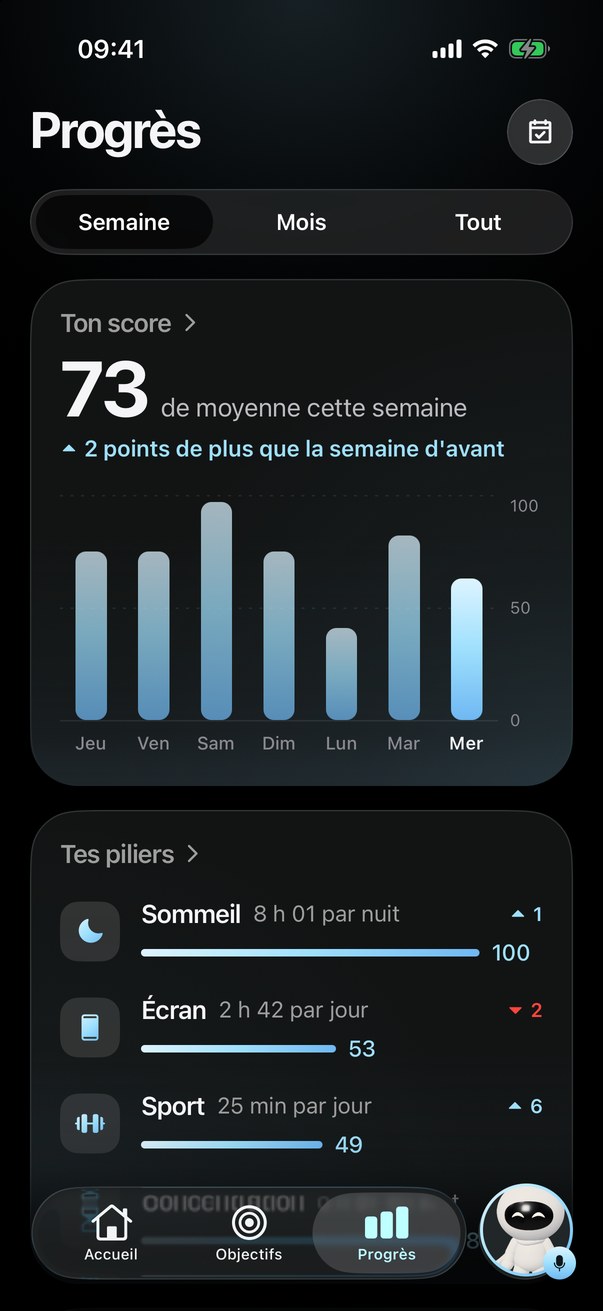 09:41
Progrès
Semaine Mois Tout
Ton score
73 de moyenne cette semaine
2 points de plus que la semaine d'avant
100
50
0
Jeu Ven Sam Dim Lun Mar Mer
Tes piliers
Sommeil 8 h 01 par nuit 1
100
Écran 2 h 42 par jour 2
53
Sport 25 min par jour 6
49
Accueil Objectifs Progrès